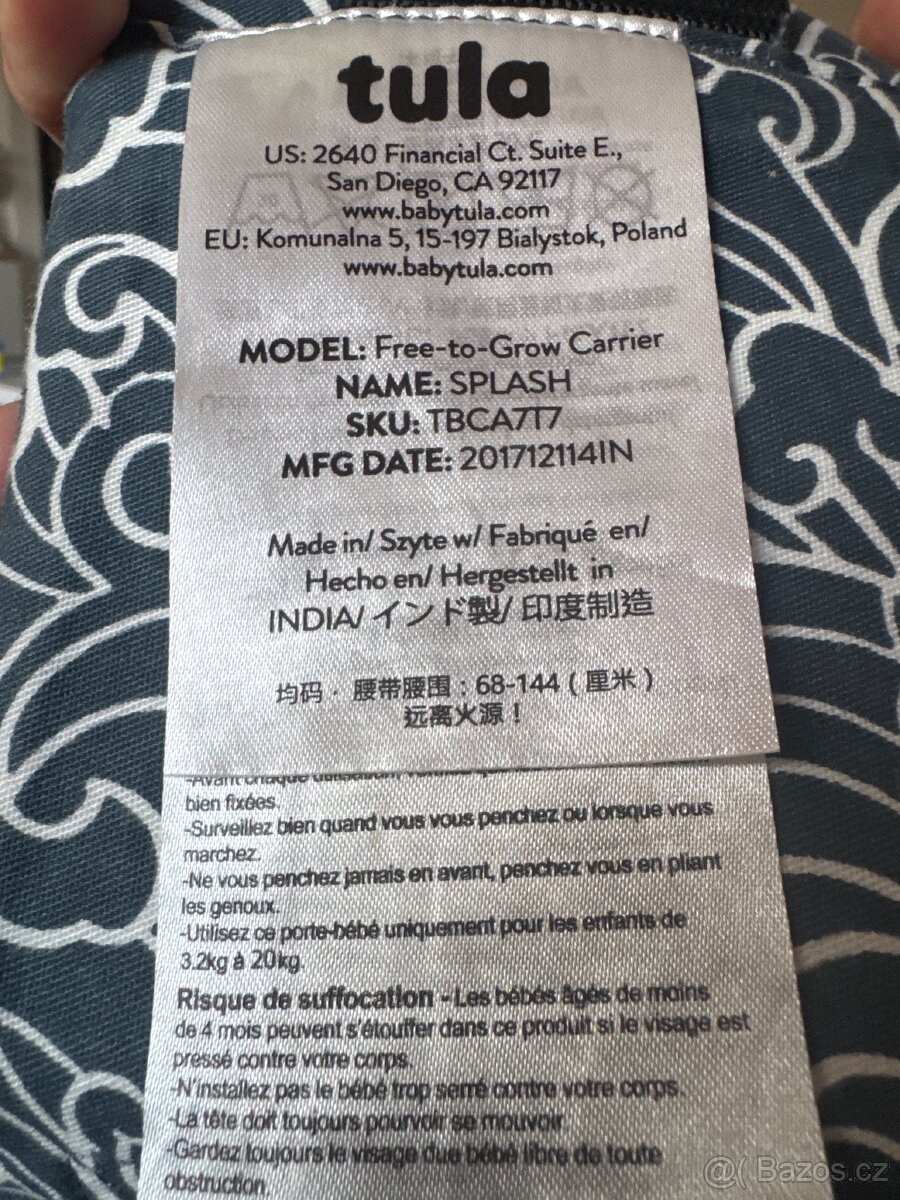 tula
US: 2640 Financial Ct. Suite E.,
San Diego, CA 92117
www.babytula.com
EU: Komunalna 5, 15-197 Bialystok, Poland
www.babytula.com
MODEL: Free-to-Grow Carrier
NAME: SPLASH
SKU: TBCA7T7
MFG DATE: 201712114IN
Made in/ Szyte w/ Fabriqué en/
Hecho en/ Hergestellt in
INDIA/ インド製/ 印度制造
均码 · 腰带腰围：68-144（厘米）
远离火源！
-Avant chaque utilisation,
bien fixées.
-Surveillez bien quand vous vous penchez ou lorsque vous
marchez.
-Ne vous penchez jamais en avant, penchez vous en pliant
les genoux.
-Utilisez ce porte-bébé uniquement pour les enfants de
3.2kg à 20kg.
Risque de suffocation - Les bébés âgés de moins
de 4 mois peuvent s'étouffer dans ce produit si le visage est
pressé contre votre corps.
-N'installez pas le bébé trop serré contre votre corps.
-La tête doit toujours pourvoir se mouvoir
-Gardez toujours le visage due bébé libre de toute
obstruction.
@( Bazos.cz